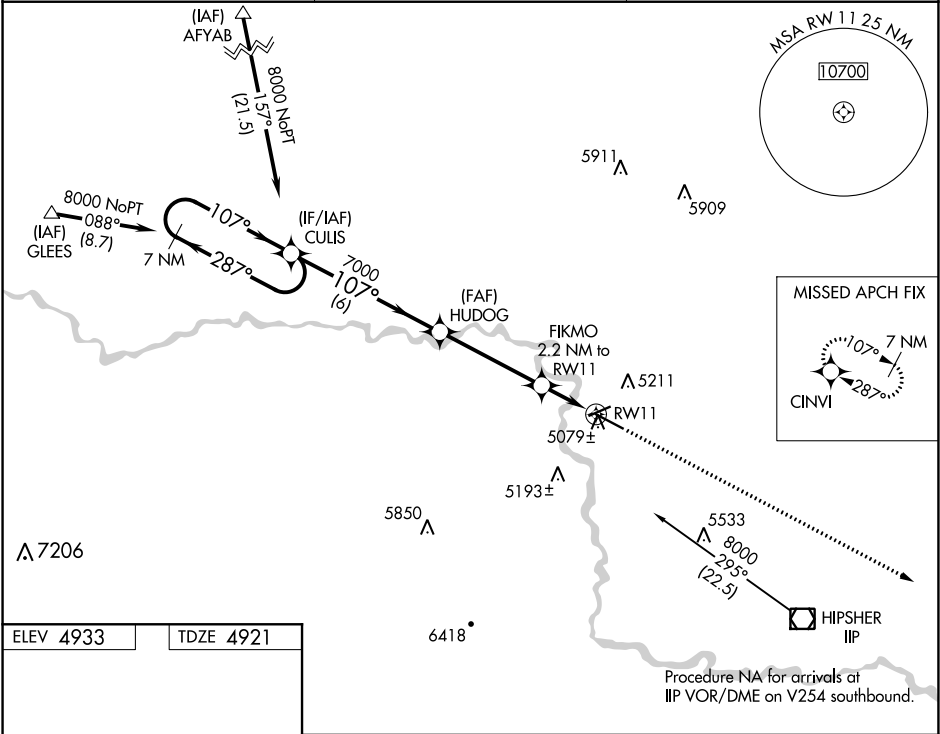 (IAF)
AFYAB
8000 NoPT
157°
(21.5)
MSA RW 11 25 NM
10700
5911
5909
8000 NoPT
088°
(8.7)
(IAF)
GLEES
7 NM
107°
287°
(IF/IAF)
CULIS
7000
107°
(6)
(FAF)
HUDOG
FIKMO
2.2 NM to
RW11
5211
RW11
5079±
5193±
MISSED APCH FIX
107°
7 NM
287°
CINVI
5850
7206
5533
8000
295°
(22.5)
HIPSHER
IIP
6418
ELEV 4933
TDZE 4921
Procedure NA for arrivals at
IIP VOR/DME on V254 southbound.